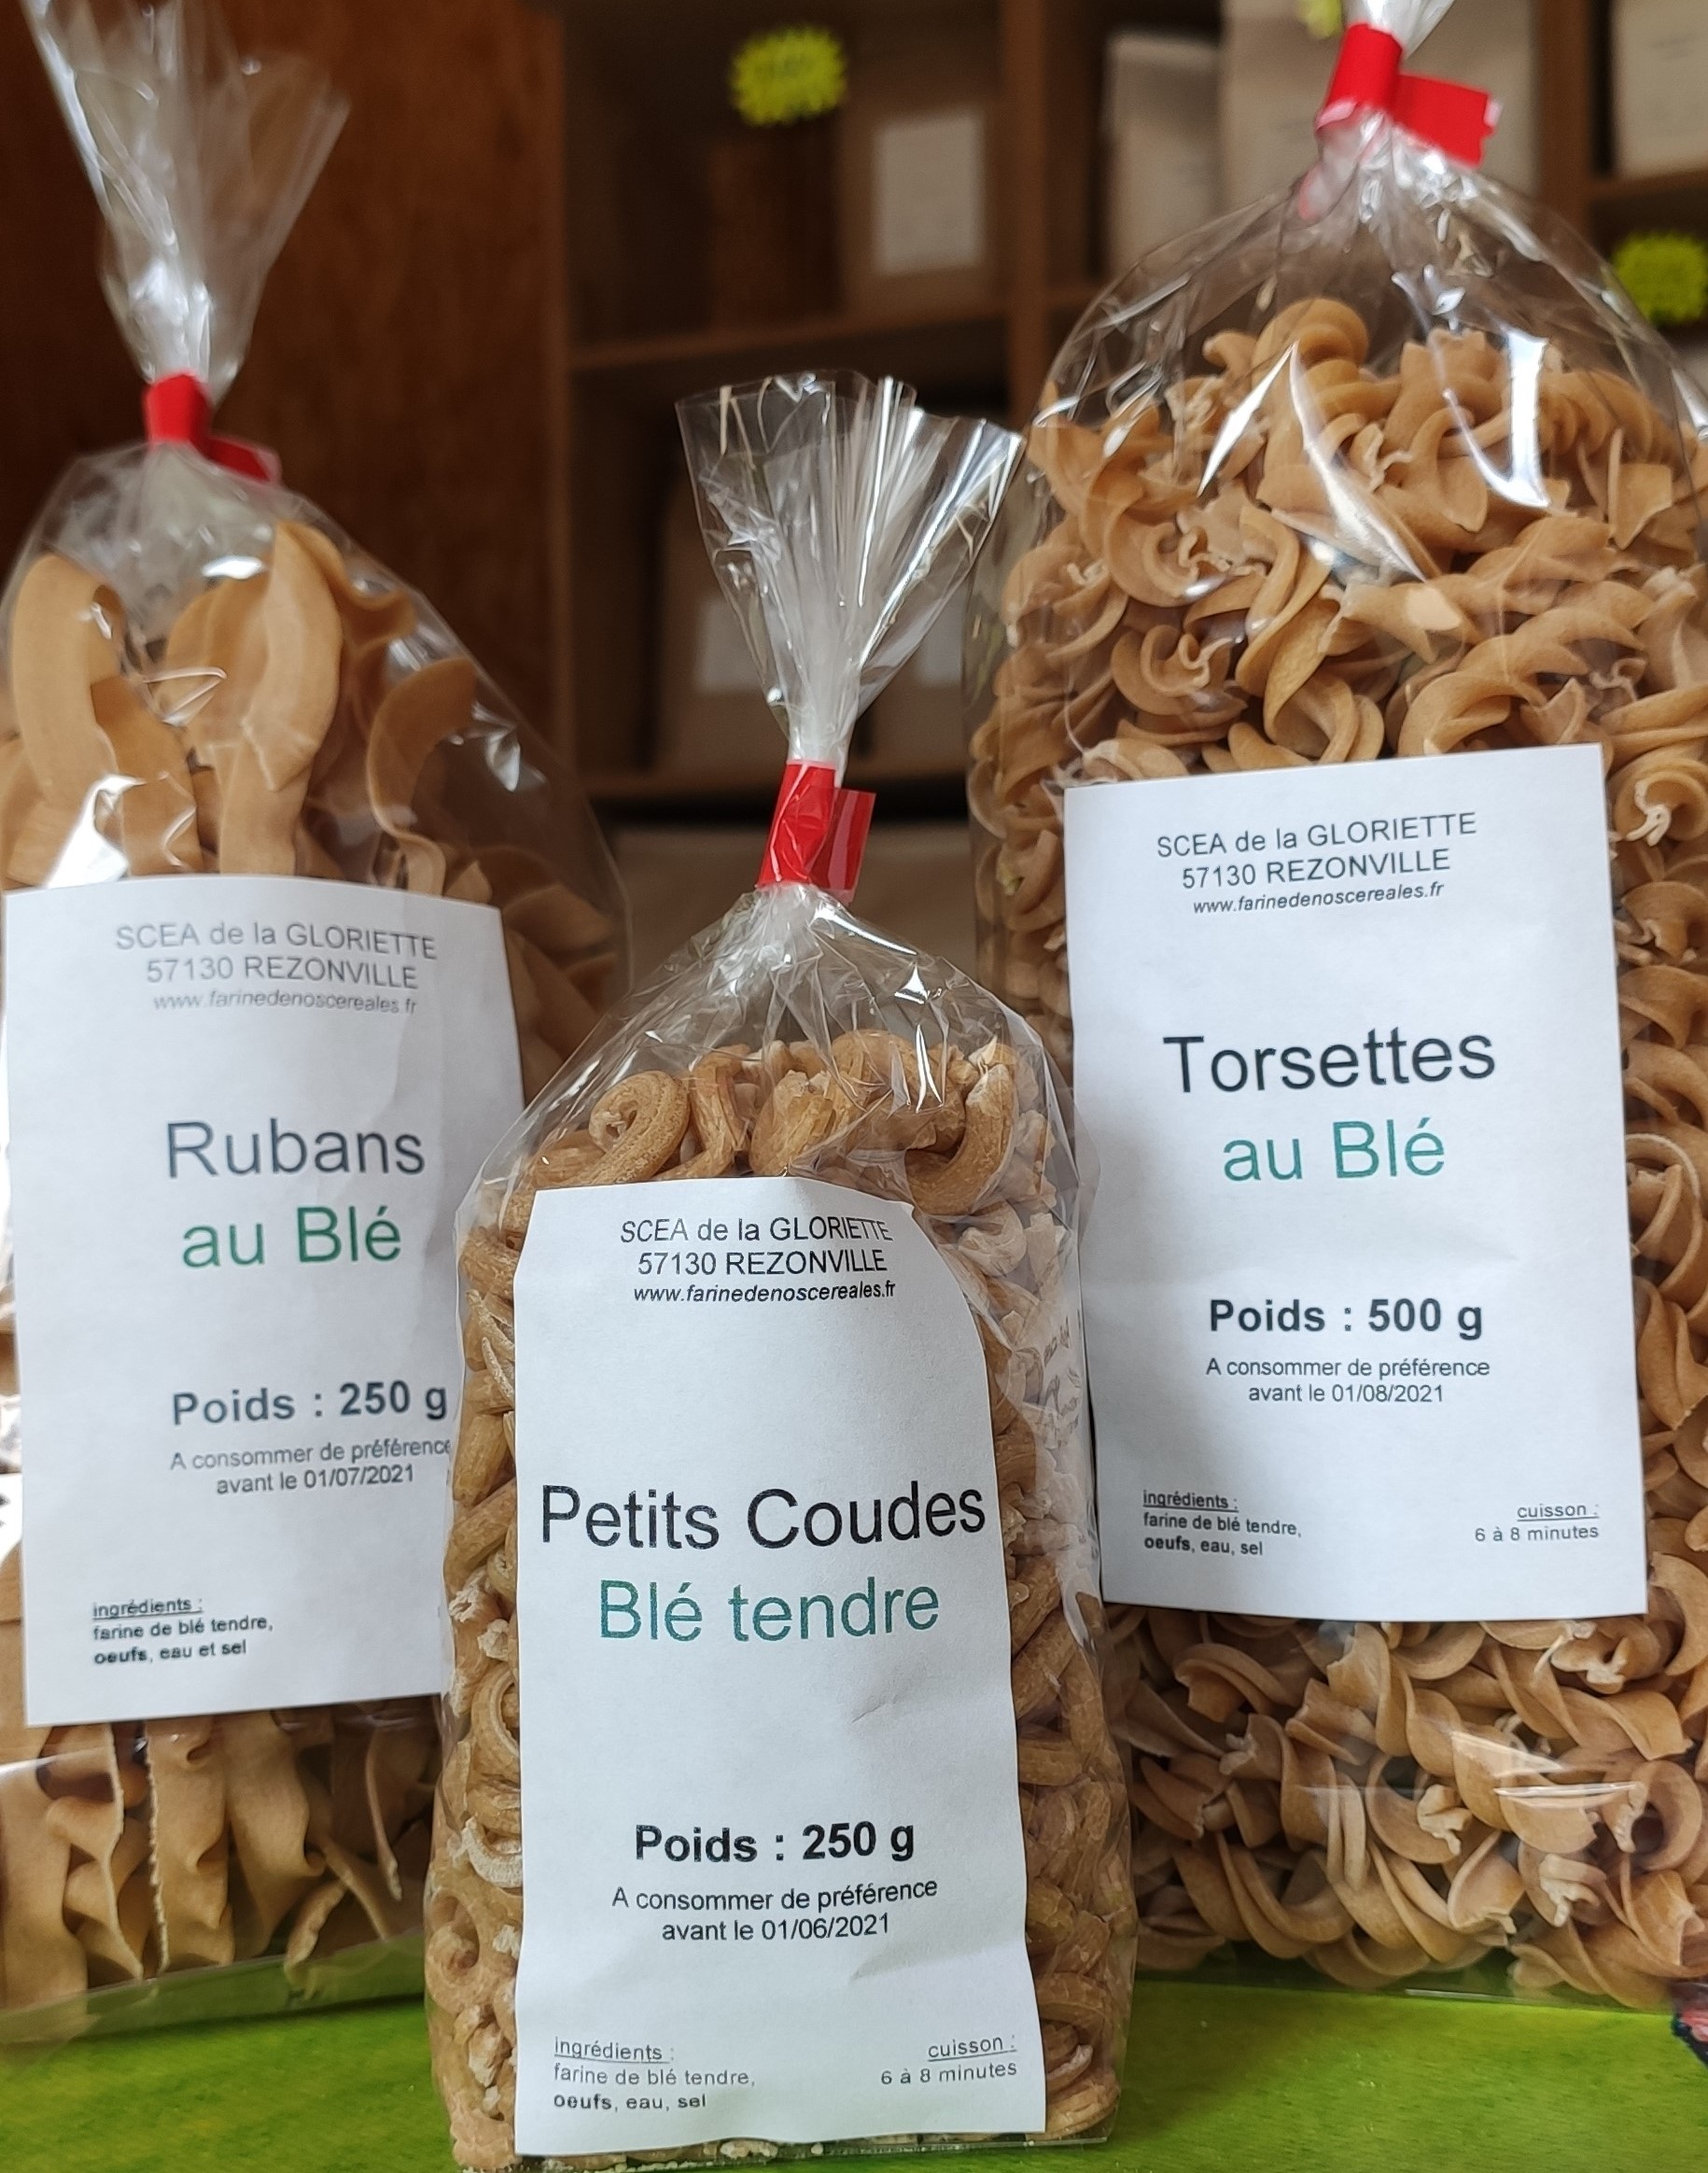 SCEA de la GLORIETTE
57130 REZONVILLE
www.farinedenoscereales.fr
Rubans
au Blé
Poids : 250 g
A consommer de préférence
avant le 01/07/2021
ingrédients :
farine de blé tendre,
oeufs, eau et sel
SCEA de la GLORIETTE
57130 REZONVILLE
www.farinedenoscereales.fr
Petits Coudes
Blé tendre
Poids : 250 g
A consommer de préférence
avant le 01/06/2021
ingrédients :
farine de blé tendre,
oeufs, eau, sel
cuisson :
6 à 8 minutes
SCEA de la GLORIETTE
57130 REZONVILLE
www.farinedenoscereales.fr
Torsettes
au Blé
Poids : 500 g
A consommer de préférence
avant le 01/08/2021
ingrédients :
farine de blé tendre,
oeufs, eau, sel
cuisson :
6 à 8 minutes